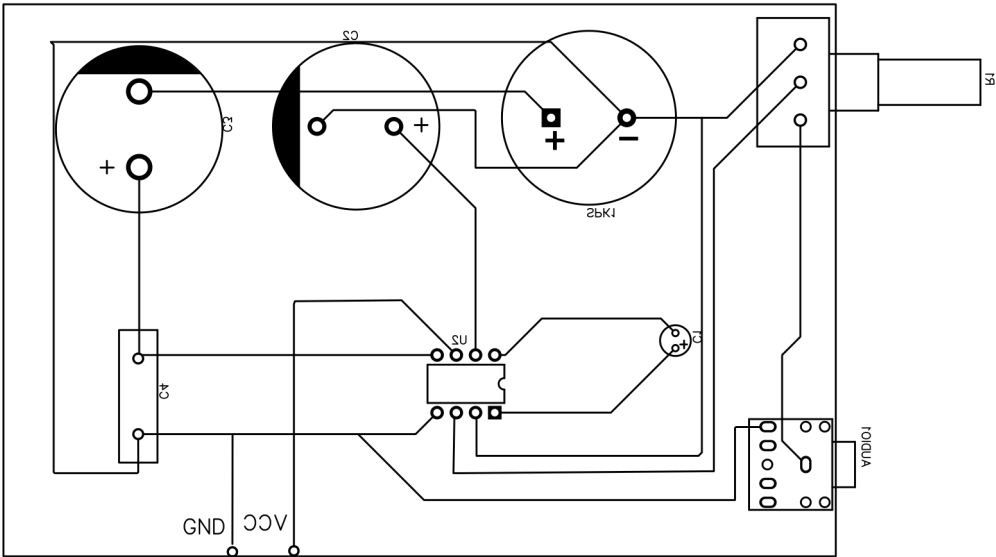 C2
R1
C3
+
+
+
−
SPK1
U2
C1
+
C4
AUDIO1
GND
VCC